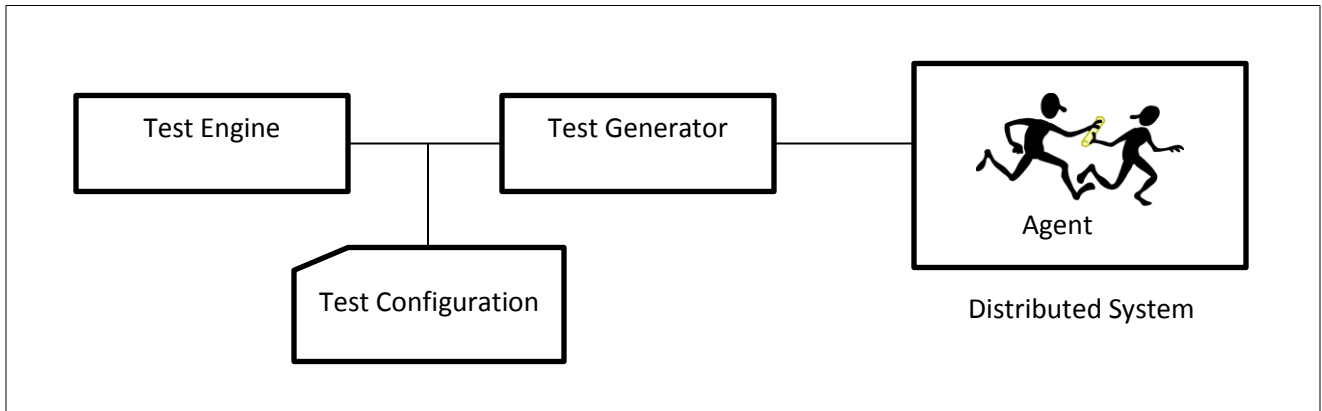 Test Engine
Test Generator
Agent
Test Configuration
Distributed System